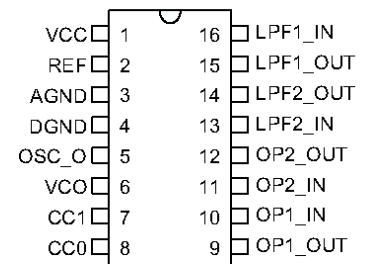 VCC 1 16 LPF1_IN
REF 2 15 LPF1_OUT
AGND 3 14 LPF2_OUT
DGND 4 13 LPF2_IN
OSC_O 5 12 OP2_OUT
VCO 6 11 OP2_IN
CC1 7 10 OP1_IN
CC0 8 9 OP1_OUT